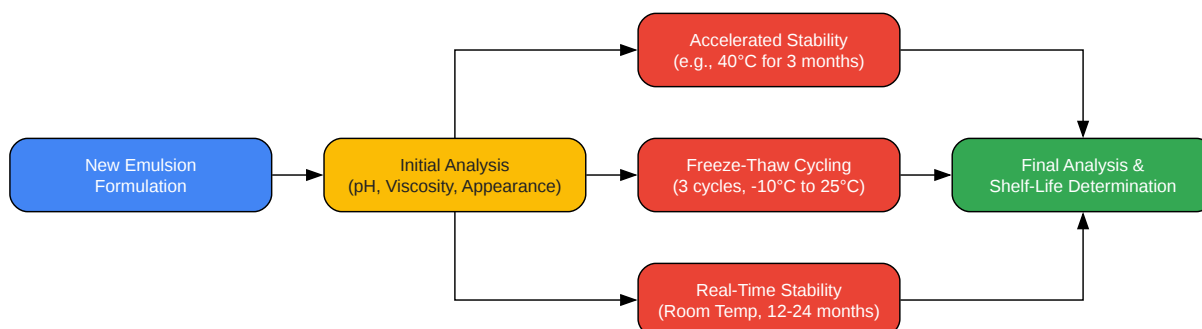 New Emulsion
Formulation
Initial Analysis
(pH, Viscosity, Appearance)
Accelerated Stability
(e.g., 40°C for 3 months)
Freeze-Thaw Cycling
(3 cycles, -10°C to 25°C)
Real-Time Stability
(Room Temp, 12-24 months)
Final Analysis &
Shelf-Life Determination